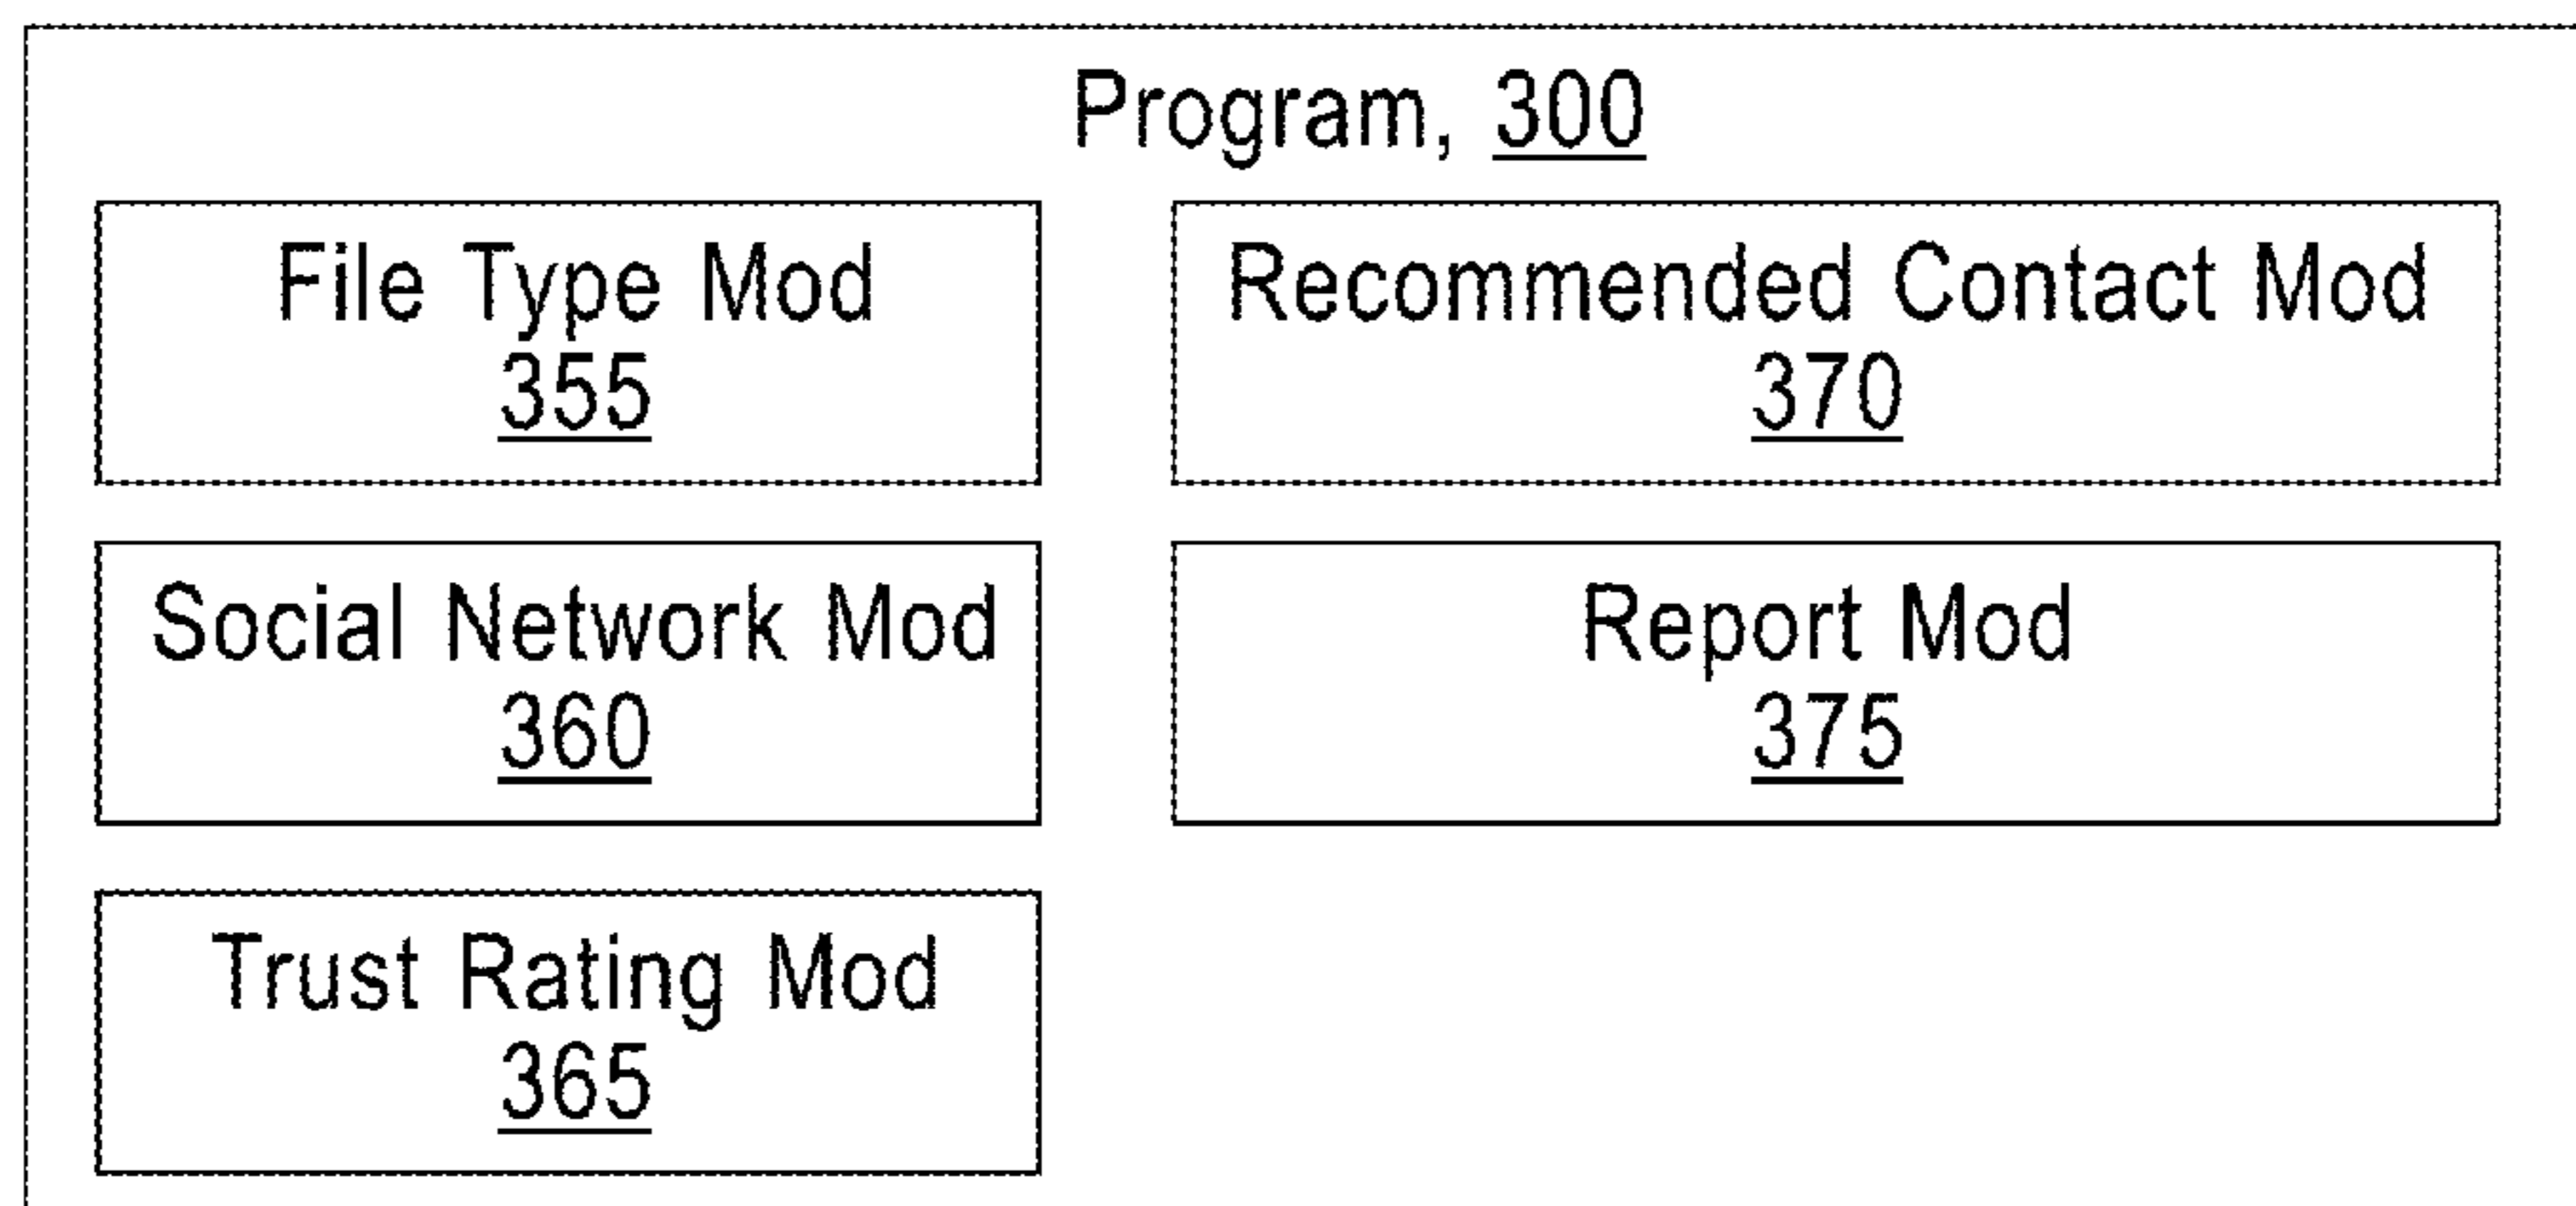 Program, 300
File Type Mod
355
Recommended Contact Mod
370
Social Network Mod
360
Report Mod
375
Trust Rating Mod
365